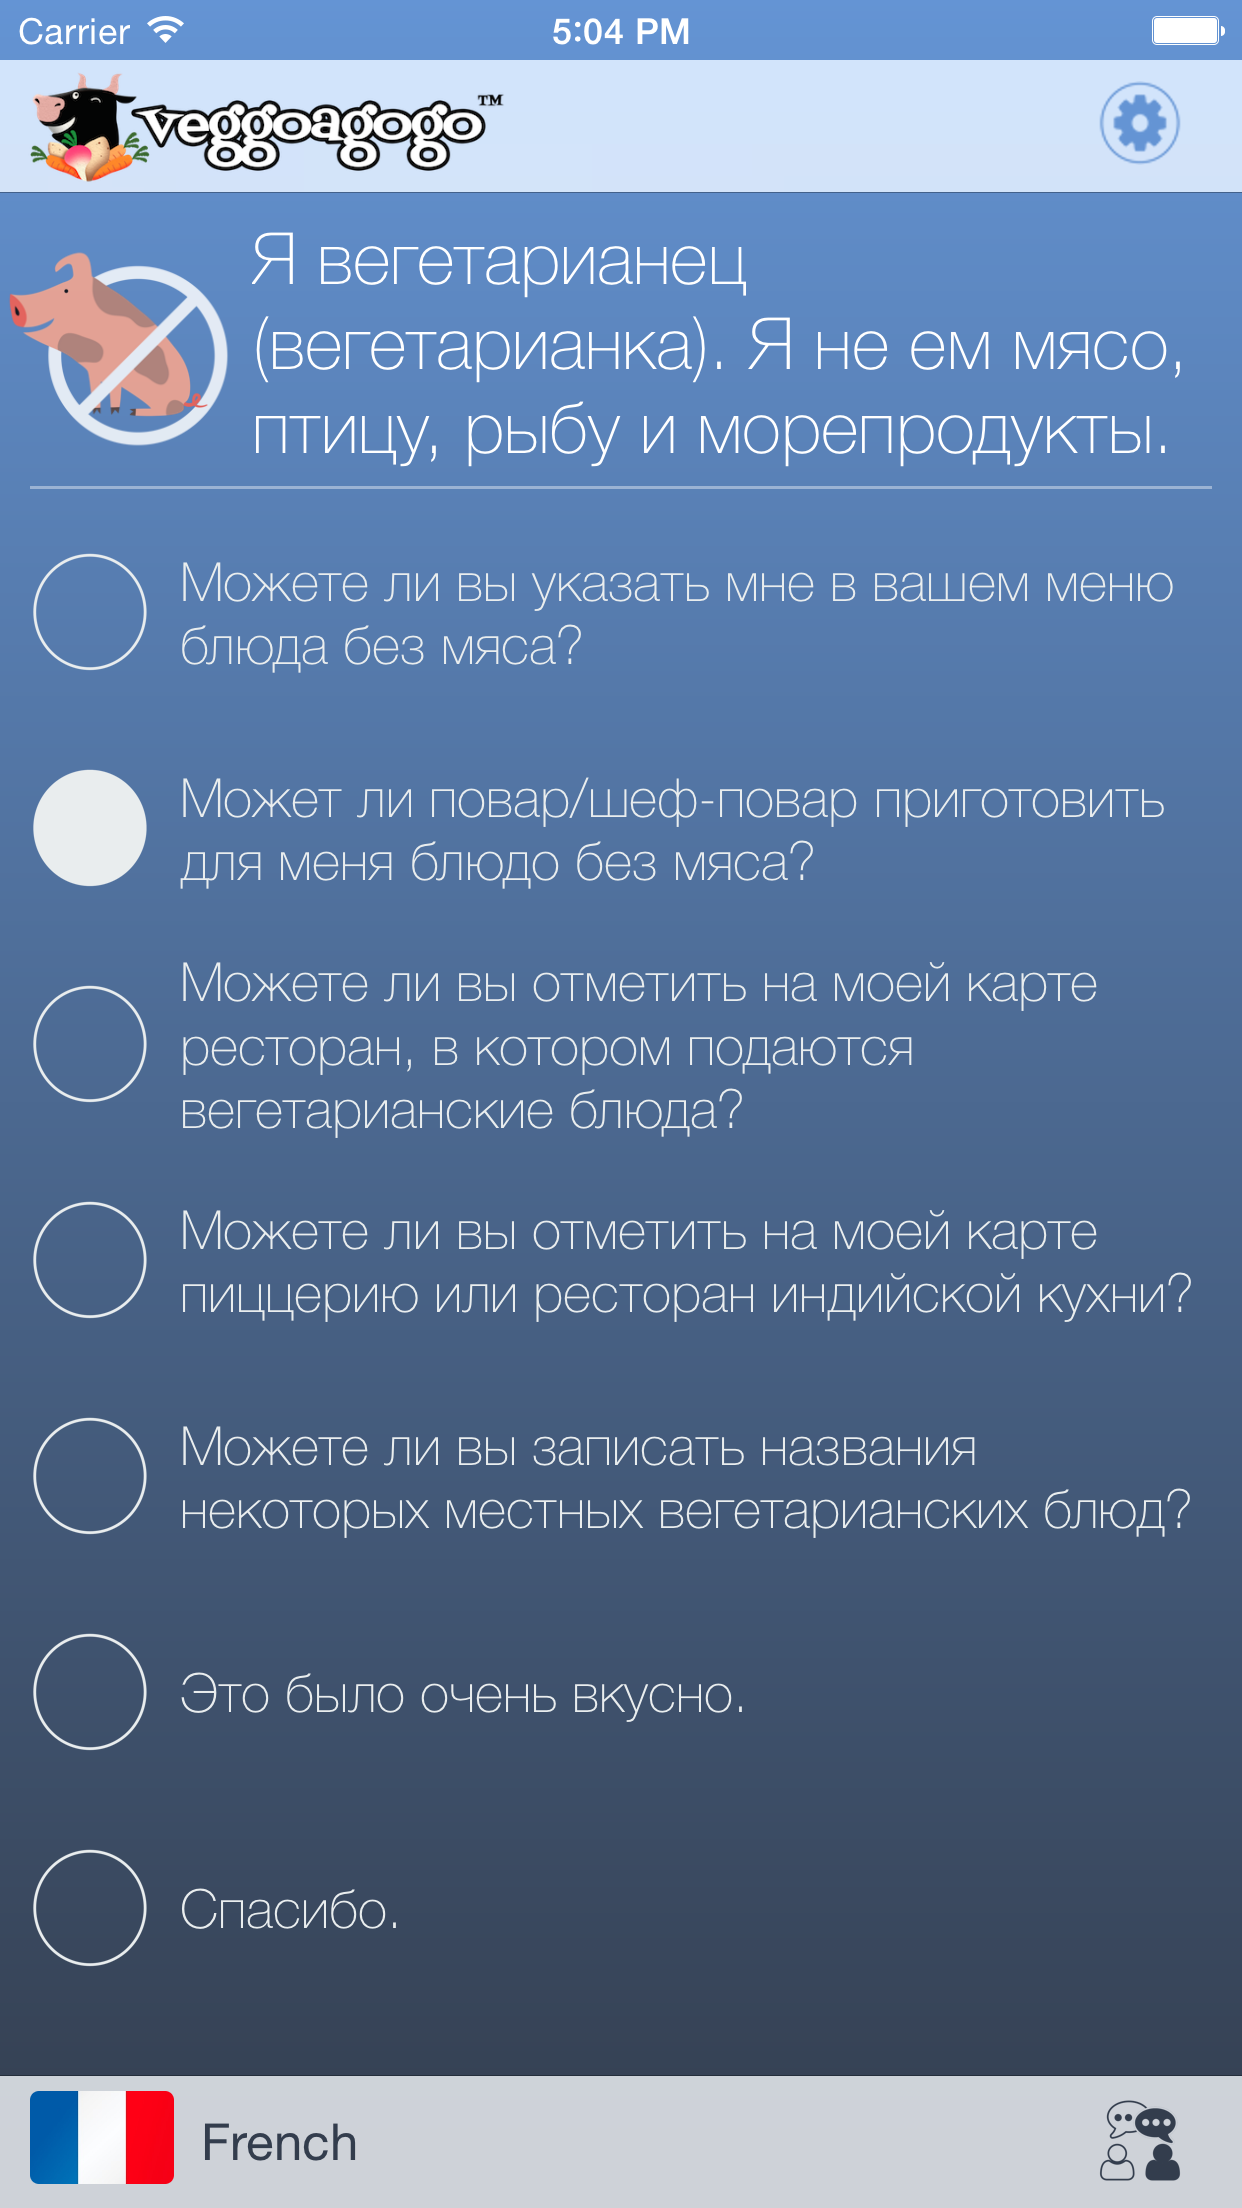 Carrier
5:04 PM
veggoagogo™
Я вегетарианец
(вегетарианка). Я не ем мясо,
птицу, рыбу и морепродукты.
Можете ли вы указать мне в вашем меню
блюда без мяса?
Может ли повар/шеф-повар приготовить
для меня блюдо без мяса?
Можете ли вы отметить на моей карте
ресторан, в котором подаются
вегетарианские блюда?
Можете ли вы отметить на моей карте
пиццерию или ресторан индийской кухни?
Можете ли вы записать названия
некоторых местных вегетарианских блюд?
Это было очень вкусно.
Спасибо.
French